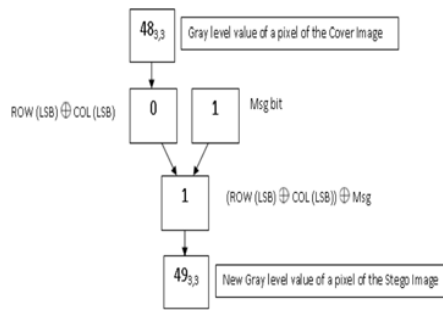 48₃,₃ Gray level value of a pixel of the Cover Image
ROW (LSB) ⊕ COL (LSB) 0 1 Msg bit
1 (ROW (LSB) ⊕ COL (LSB)) ⊕ Msg
49₃,₃ New Gray level value of a pixel of the Stego Image